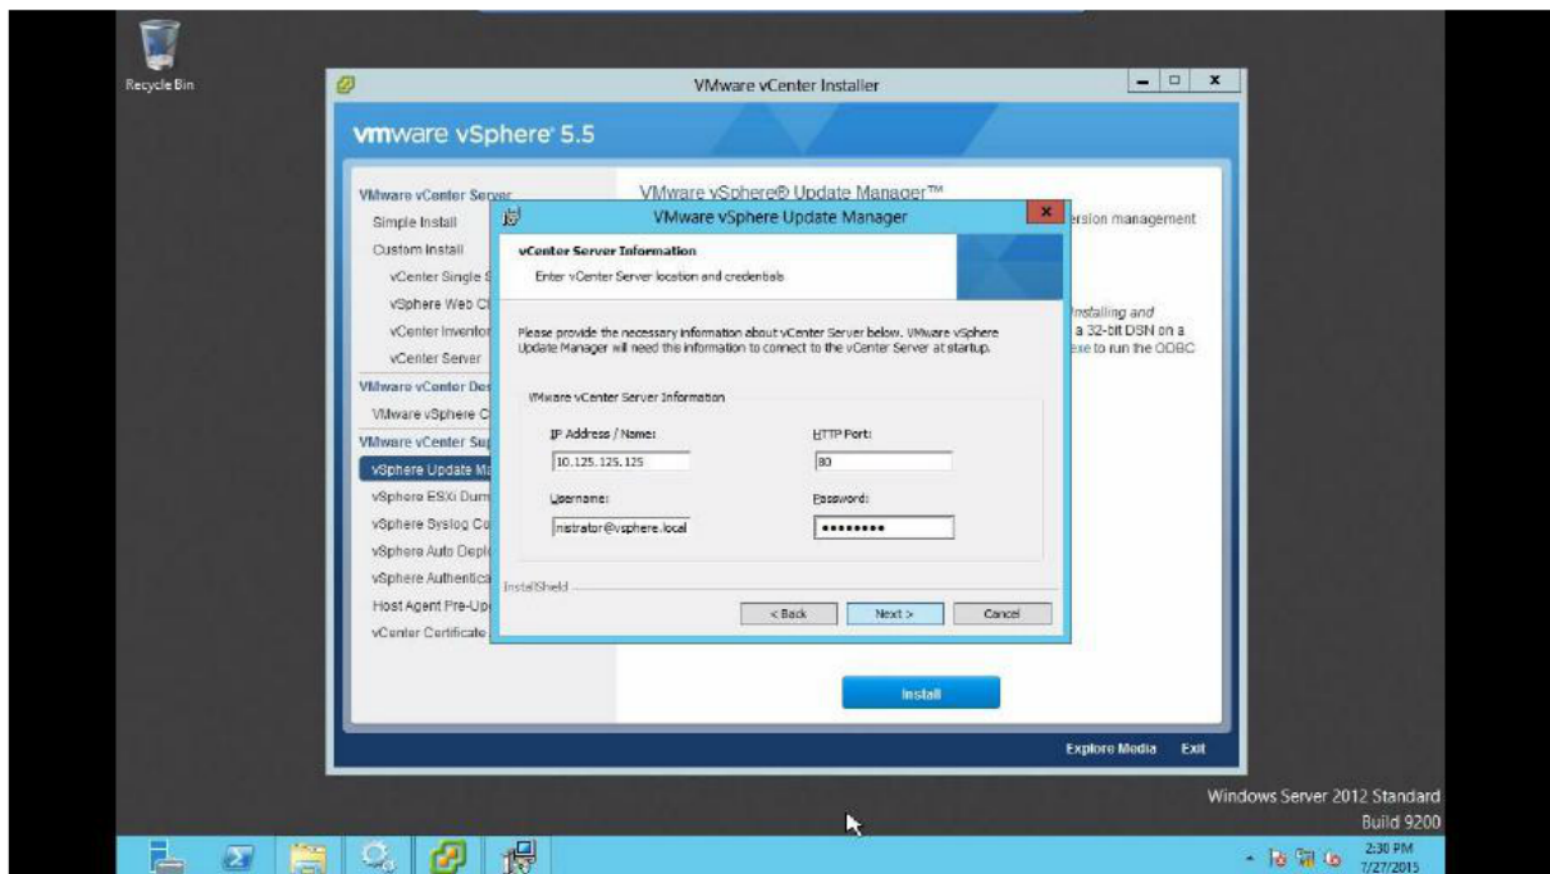 Recycle Bin
VMware vCenter Installer
vmware vSphere® 5.5
VMware vCenter Server
Simple Install
Custom Install
vCenter Single S
vSphere Web Cl
vCenter Inventor
vCenter Server
VMware vCenter Des
VMware vSphere C
VMware vCenter Sup
vSphere Update Ma
vSphere ESXi Dum
vSphere Syslog Co
vSphere Auto Deplo
vSphere Authentica
Host Agent Pre-Up
vCenter Certificate
VMware vSphere® Update Manager™
ersion management
Installing and
a 32-bit DSN on a
exe to run the ODBC
VMware vSphere Update Manager
x
vCenter Server Information
Enter vCenter Server location and credentials
Please provide the necessary information about vCenter Server below. VMware vSphere
Update Manager will need this information to connect to the vCenter Server at startup.
VMware vCenter Server Information
IP Address / Name: HTTP Port:
10.125.125.125 80
Username: Password:
nistrator@vsphere.local ••••••••
InstallShield
< Back Next > Cancel
Install
Explore Media Exit
Windows Server 2012 Standard
Build 9200
2:30 PM
7/27/2015